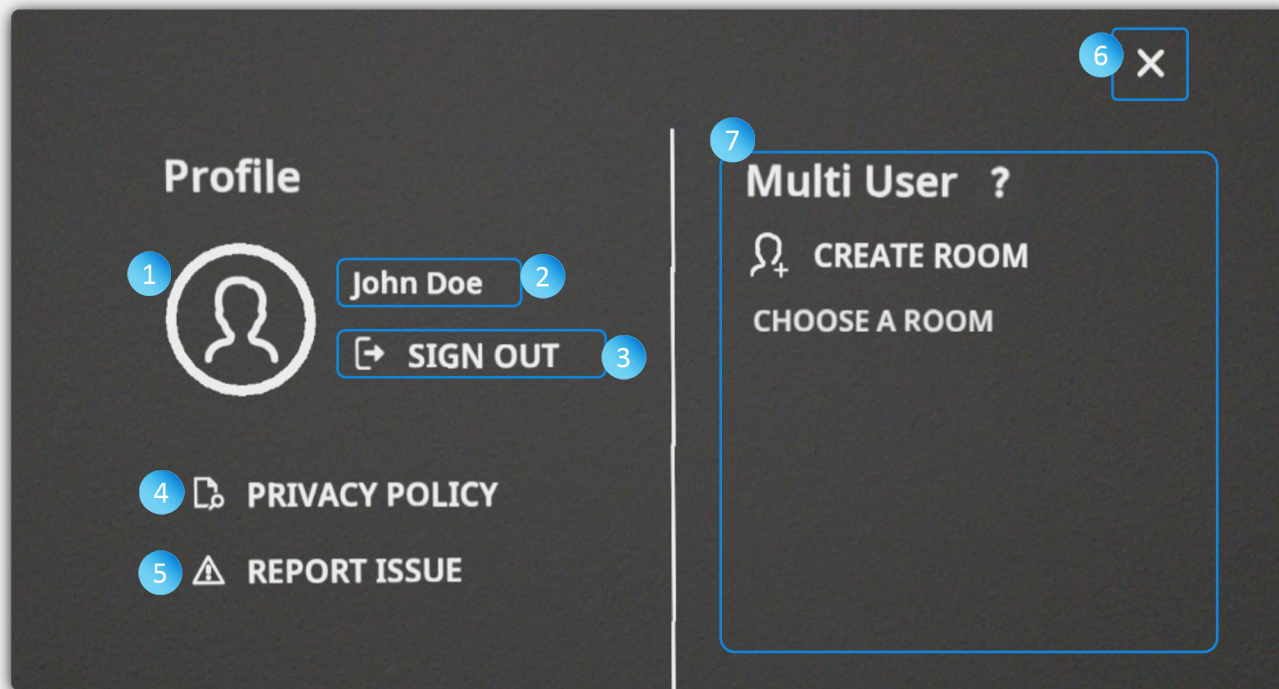 6
X
Profile
1
John Doe
2
SIGN OUT
3
4
PRIVACY POLICY
5
REPORT ISSUE
7
Multi User ?
CREATE ROOM
CHOOSE A ROOM